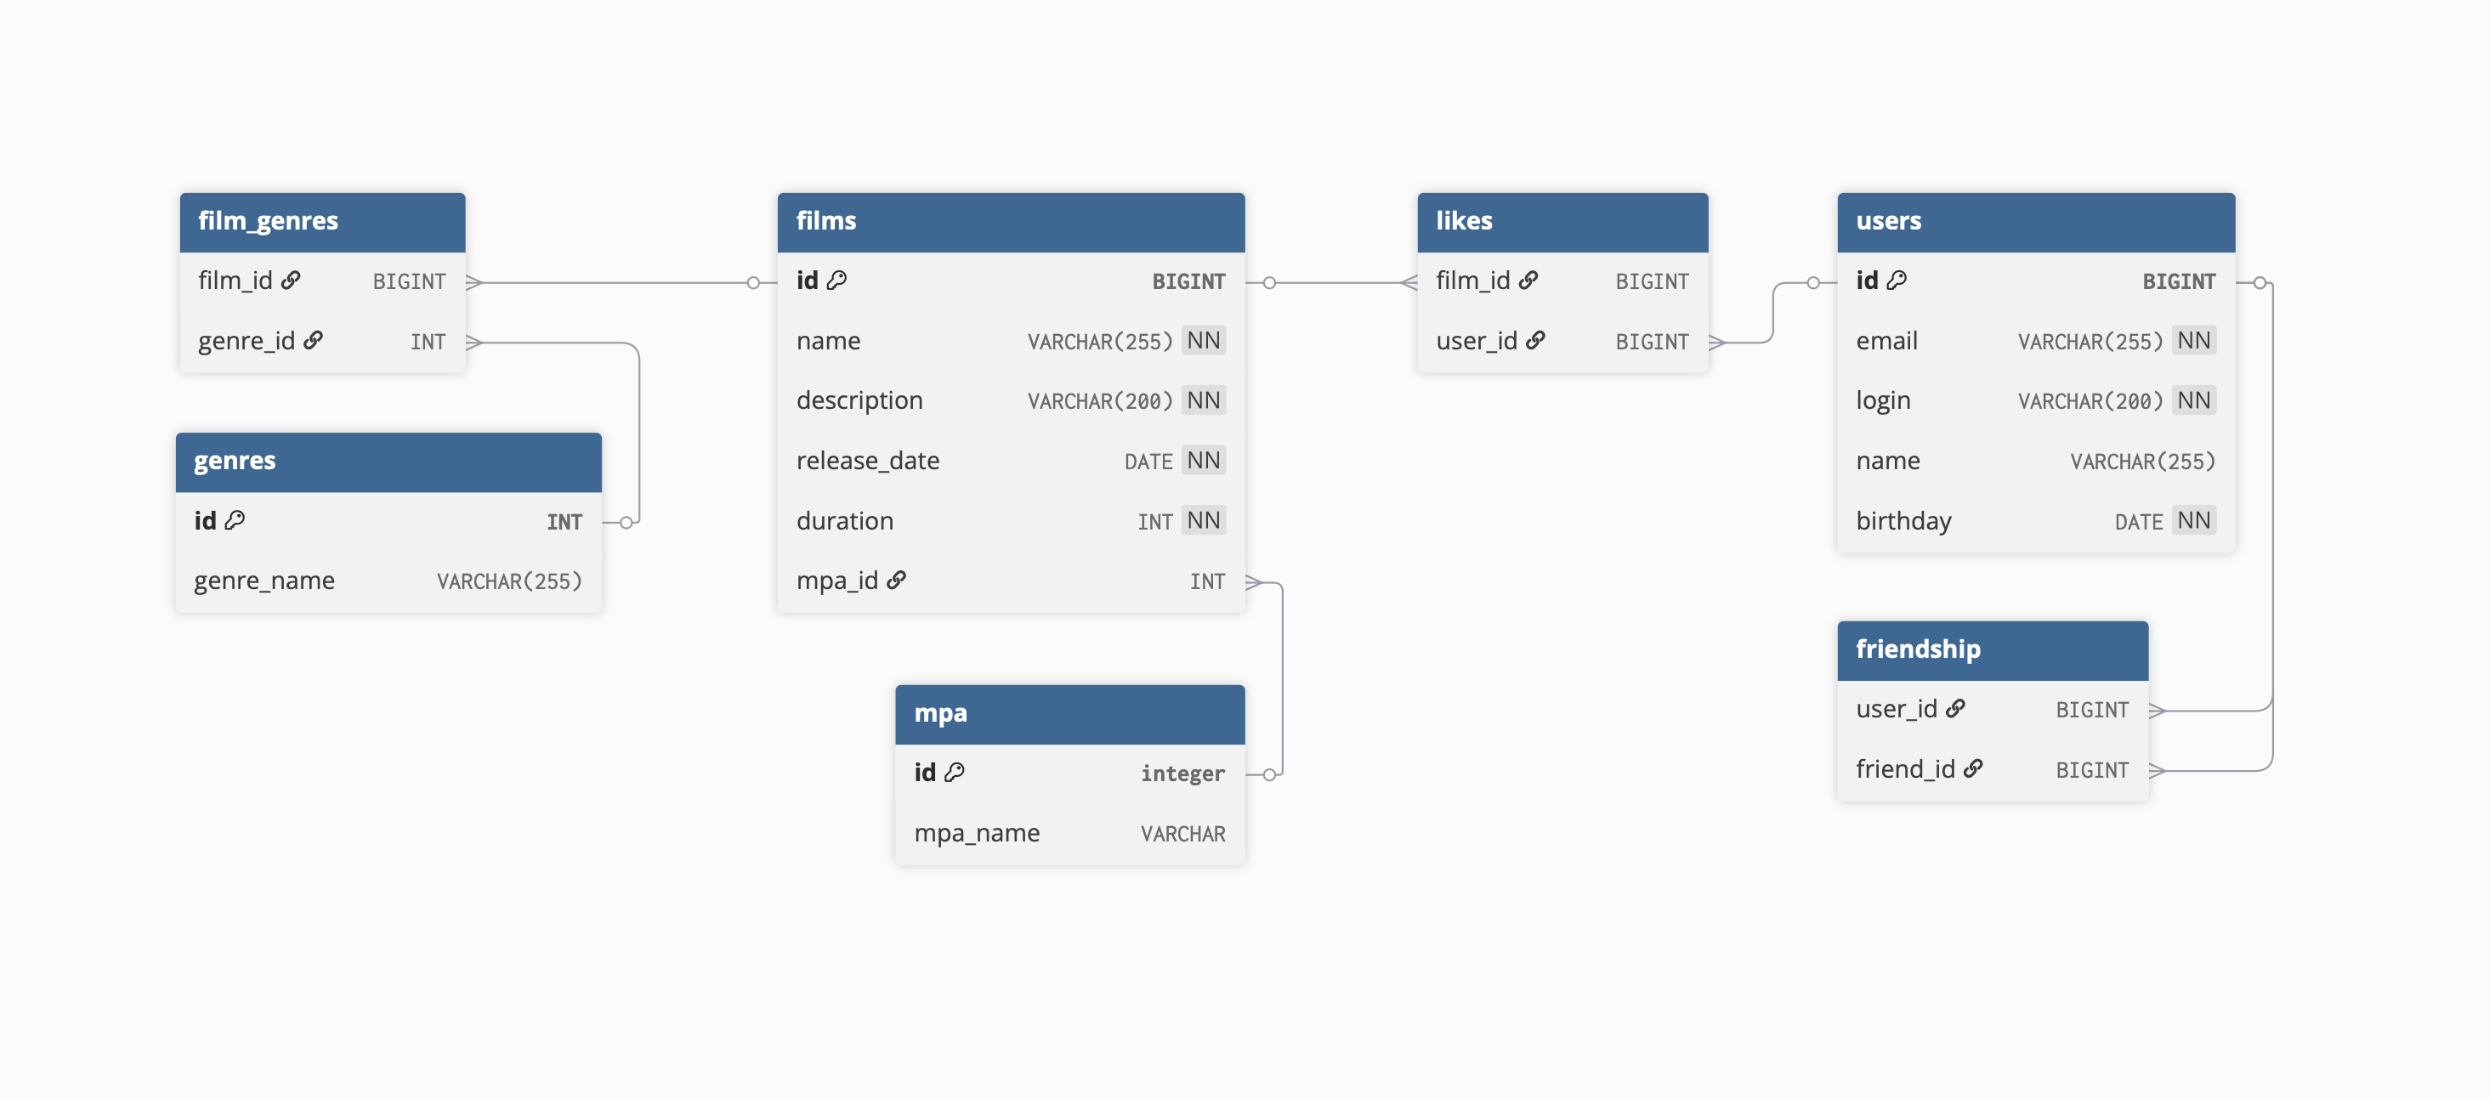 film_genres
film_id BIGINT
genre_id INT
genres
id INT
genre_name VARCHAR(255)
films
id BIGINT
name VARCHAR(255) NN
description VARCHAR(200) NN
release_date DATE NN
duration INT NN
mpa_id INT
mpa
id integer
mpa_name VARCHAR
likes
film_id BIGINT
user_id BIGINT
users
id BIGINT
email VARCHAR(255) NN
login VARCHAR(200) NN
name VARCHAR(255)
birthday DATE NN
friendship
user_id BIGINT
friend_id BIGINT